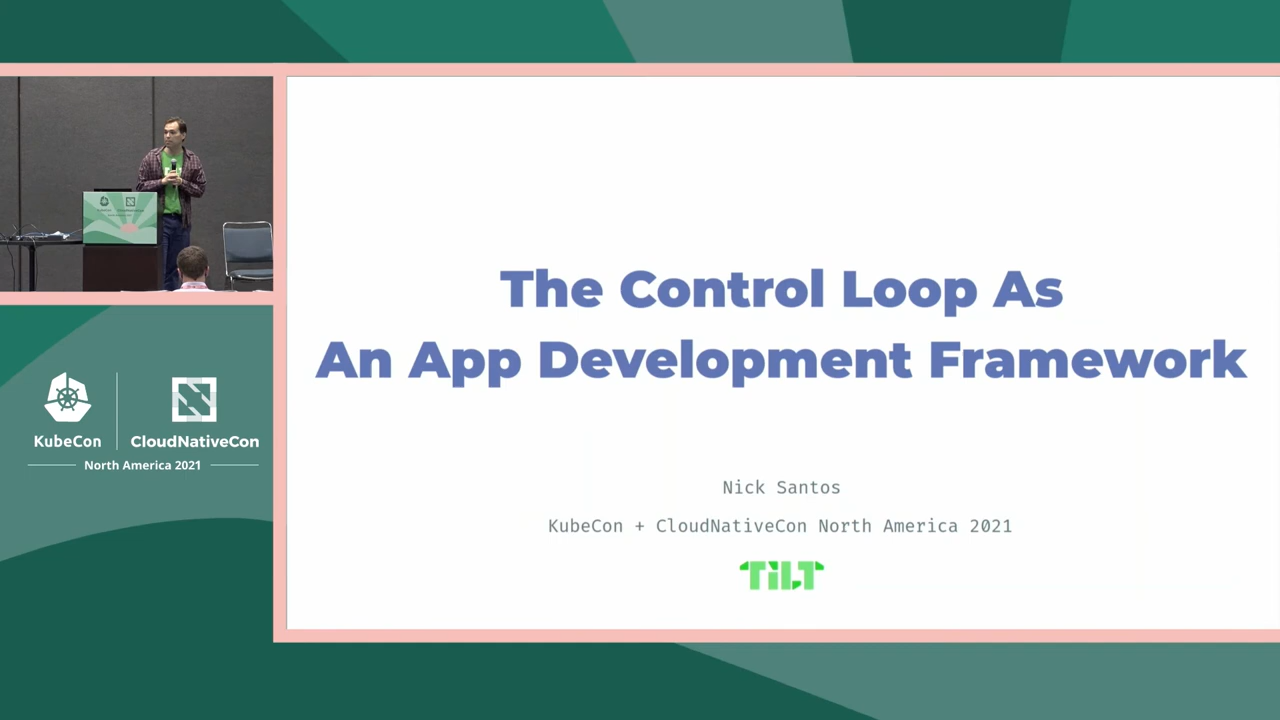 The Control Loop As
An App Development Framework
Nick Santos
KubeCon + CloudNativeCon North America 2021
TiLT
KubeCon
CloudNativeCon
North America 2021